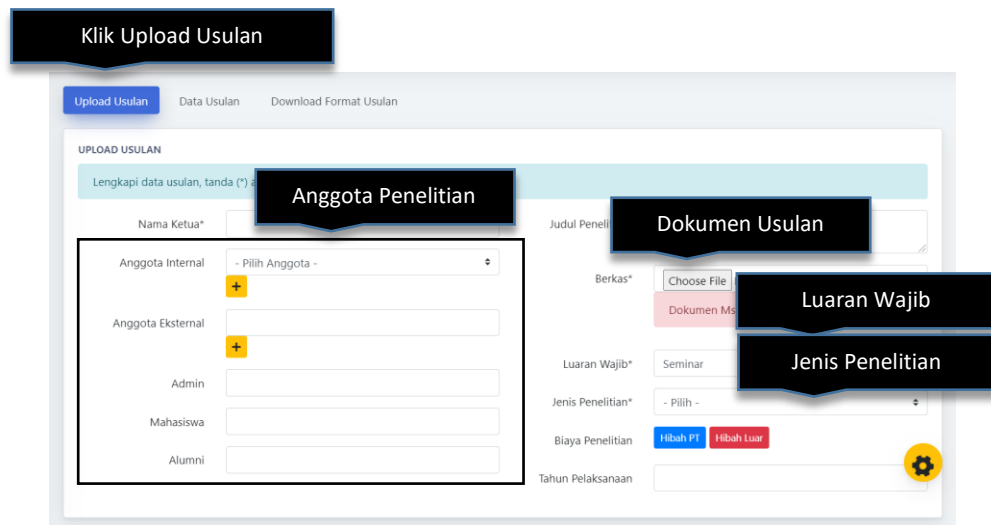 Klik Upload Usulan
Upload Usulan Data Usulan Download Format Usulan
UPLOAD USULAN
Lengkapi data usulan, tanda (*)
Anggota Penelitian
Nama Ketua*
Anggota Internal - Pilih Anggota -
+
Anggota Eksternal
+
Admin
Mahasiswa
Alumni
Judul
Dokumen Usulan
Berkas* Choose File
Dokumen
Luaran Wajib
Luaran Wajib* Seminar
Jenis Penelitian
Jenis Penelitian* - Pilih -
Biaya Penelitian Hibah PT Hibah Luar
Tahun Pelaksanaan